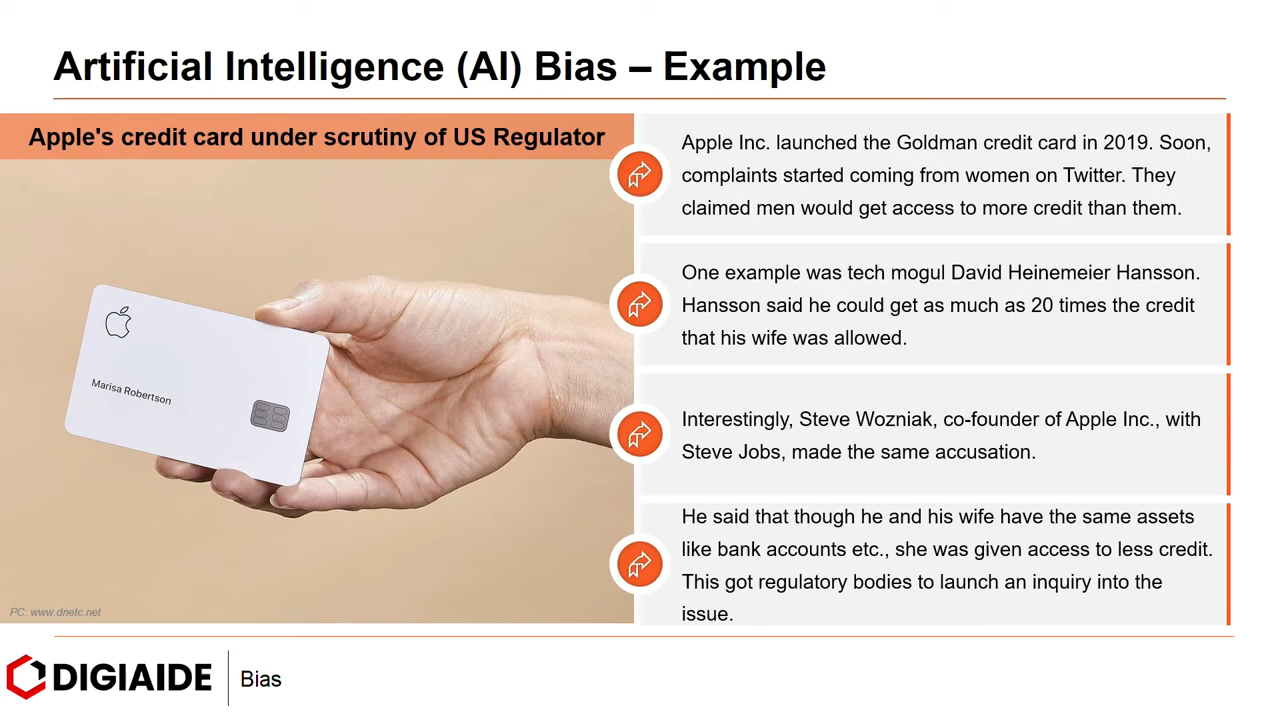 Artificial Intelligence (AI) Bias – Example
Apple's credit card under scrutiny of US Regulator
Marisa Robertson
PC: www.dnetc.net
Apple Inc. launched the Goldman credit card in 2019. Soon,
complaints started coming from women on Twitter. They
claimed men would get access to more credit than them.
One example was tech mogul David Heinemeier Hansson.
Hansson said he could get as much as 20 times the credit
that his wife was allowed.
Interestingly, Steve Wozniak, co-founder of Apple Inc., with
Steve Jobs, made the same accusation.
He said that though he and his wife have the same assets
like bank accounts etc., she was given access to less credit.
This got regulatory bodies to launch an inquiry into the
issue.
DIGIAIDE
Bias